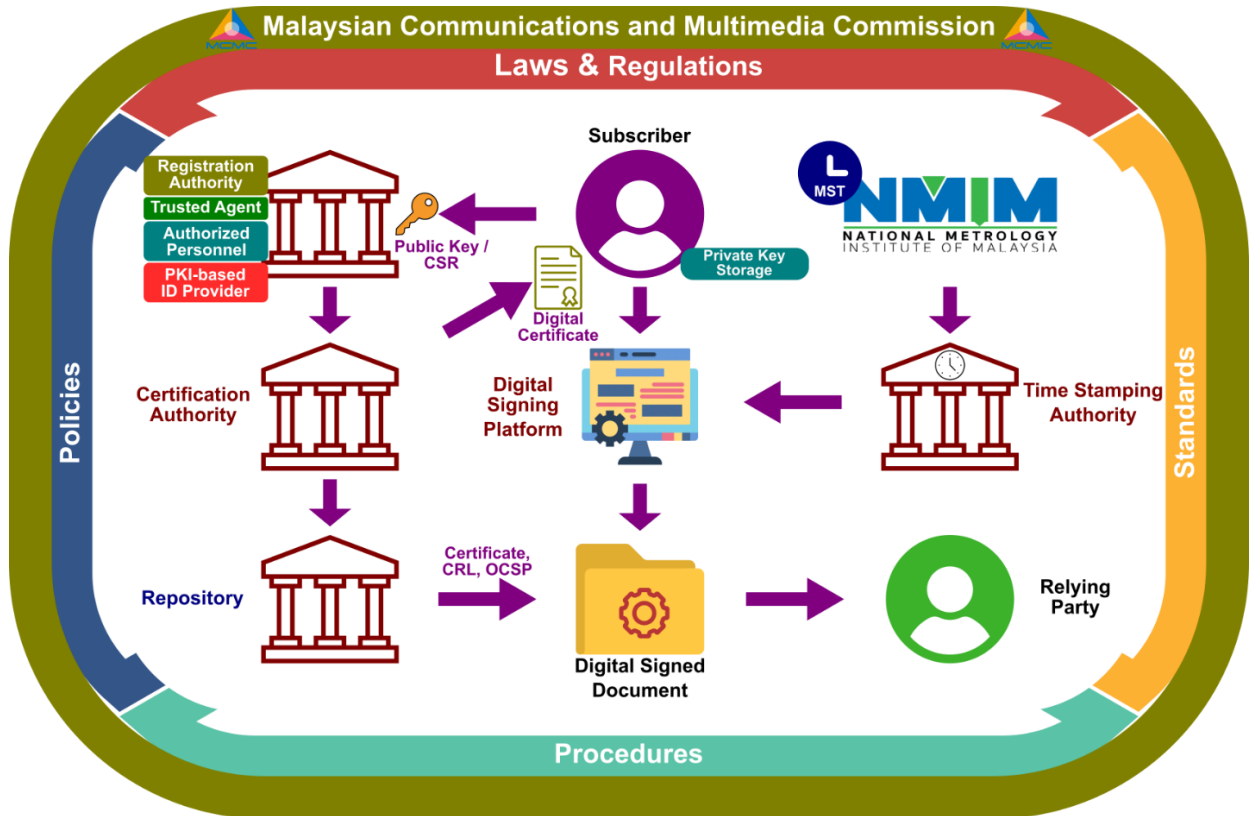 Malaysian Communications and Multimedia Commission
MCMC
MCMC
Laws & Regulations
Policies
Standards
Procedures
Registration
Authority
Trusted Agent
Authorized
Personnel
PKI-based
ID Provider
Public Key /
CSR
Subscriber
Private Key
Storage
MST
NMIM
NATIONAL METROLOGY
INSTITUTE OF MALAYSIA
Digital
Certificate
Certification
Authority
Digital
Signing
Platform
Time Stamping
Authority
Repository
Certificate,
CRL, OCSP
Digital Signed
Document
Relying
Party